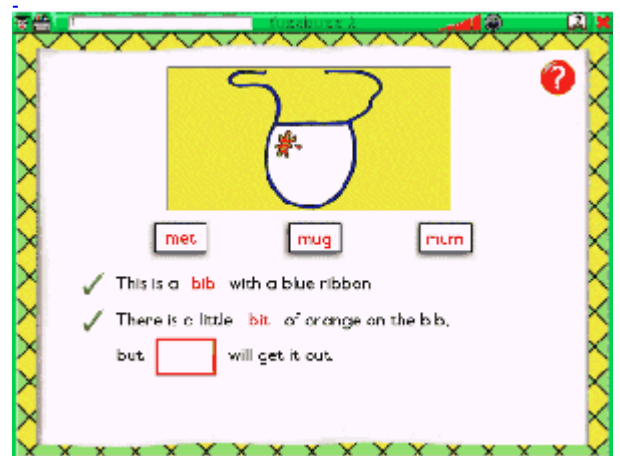 ?
met mug mum
This is a bib with a blue ribbon
There is a little bit of orange on the bib,
but will get it out.